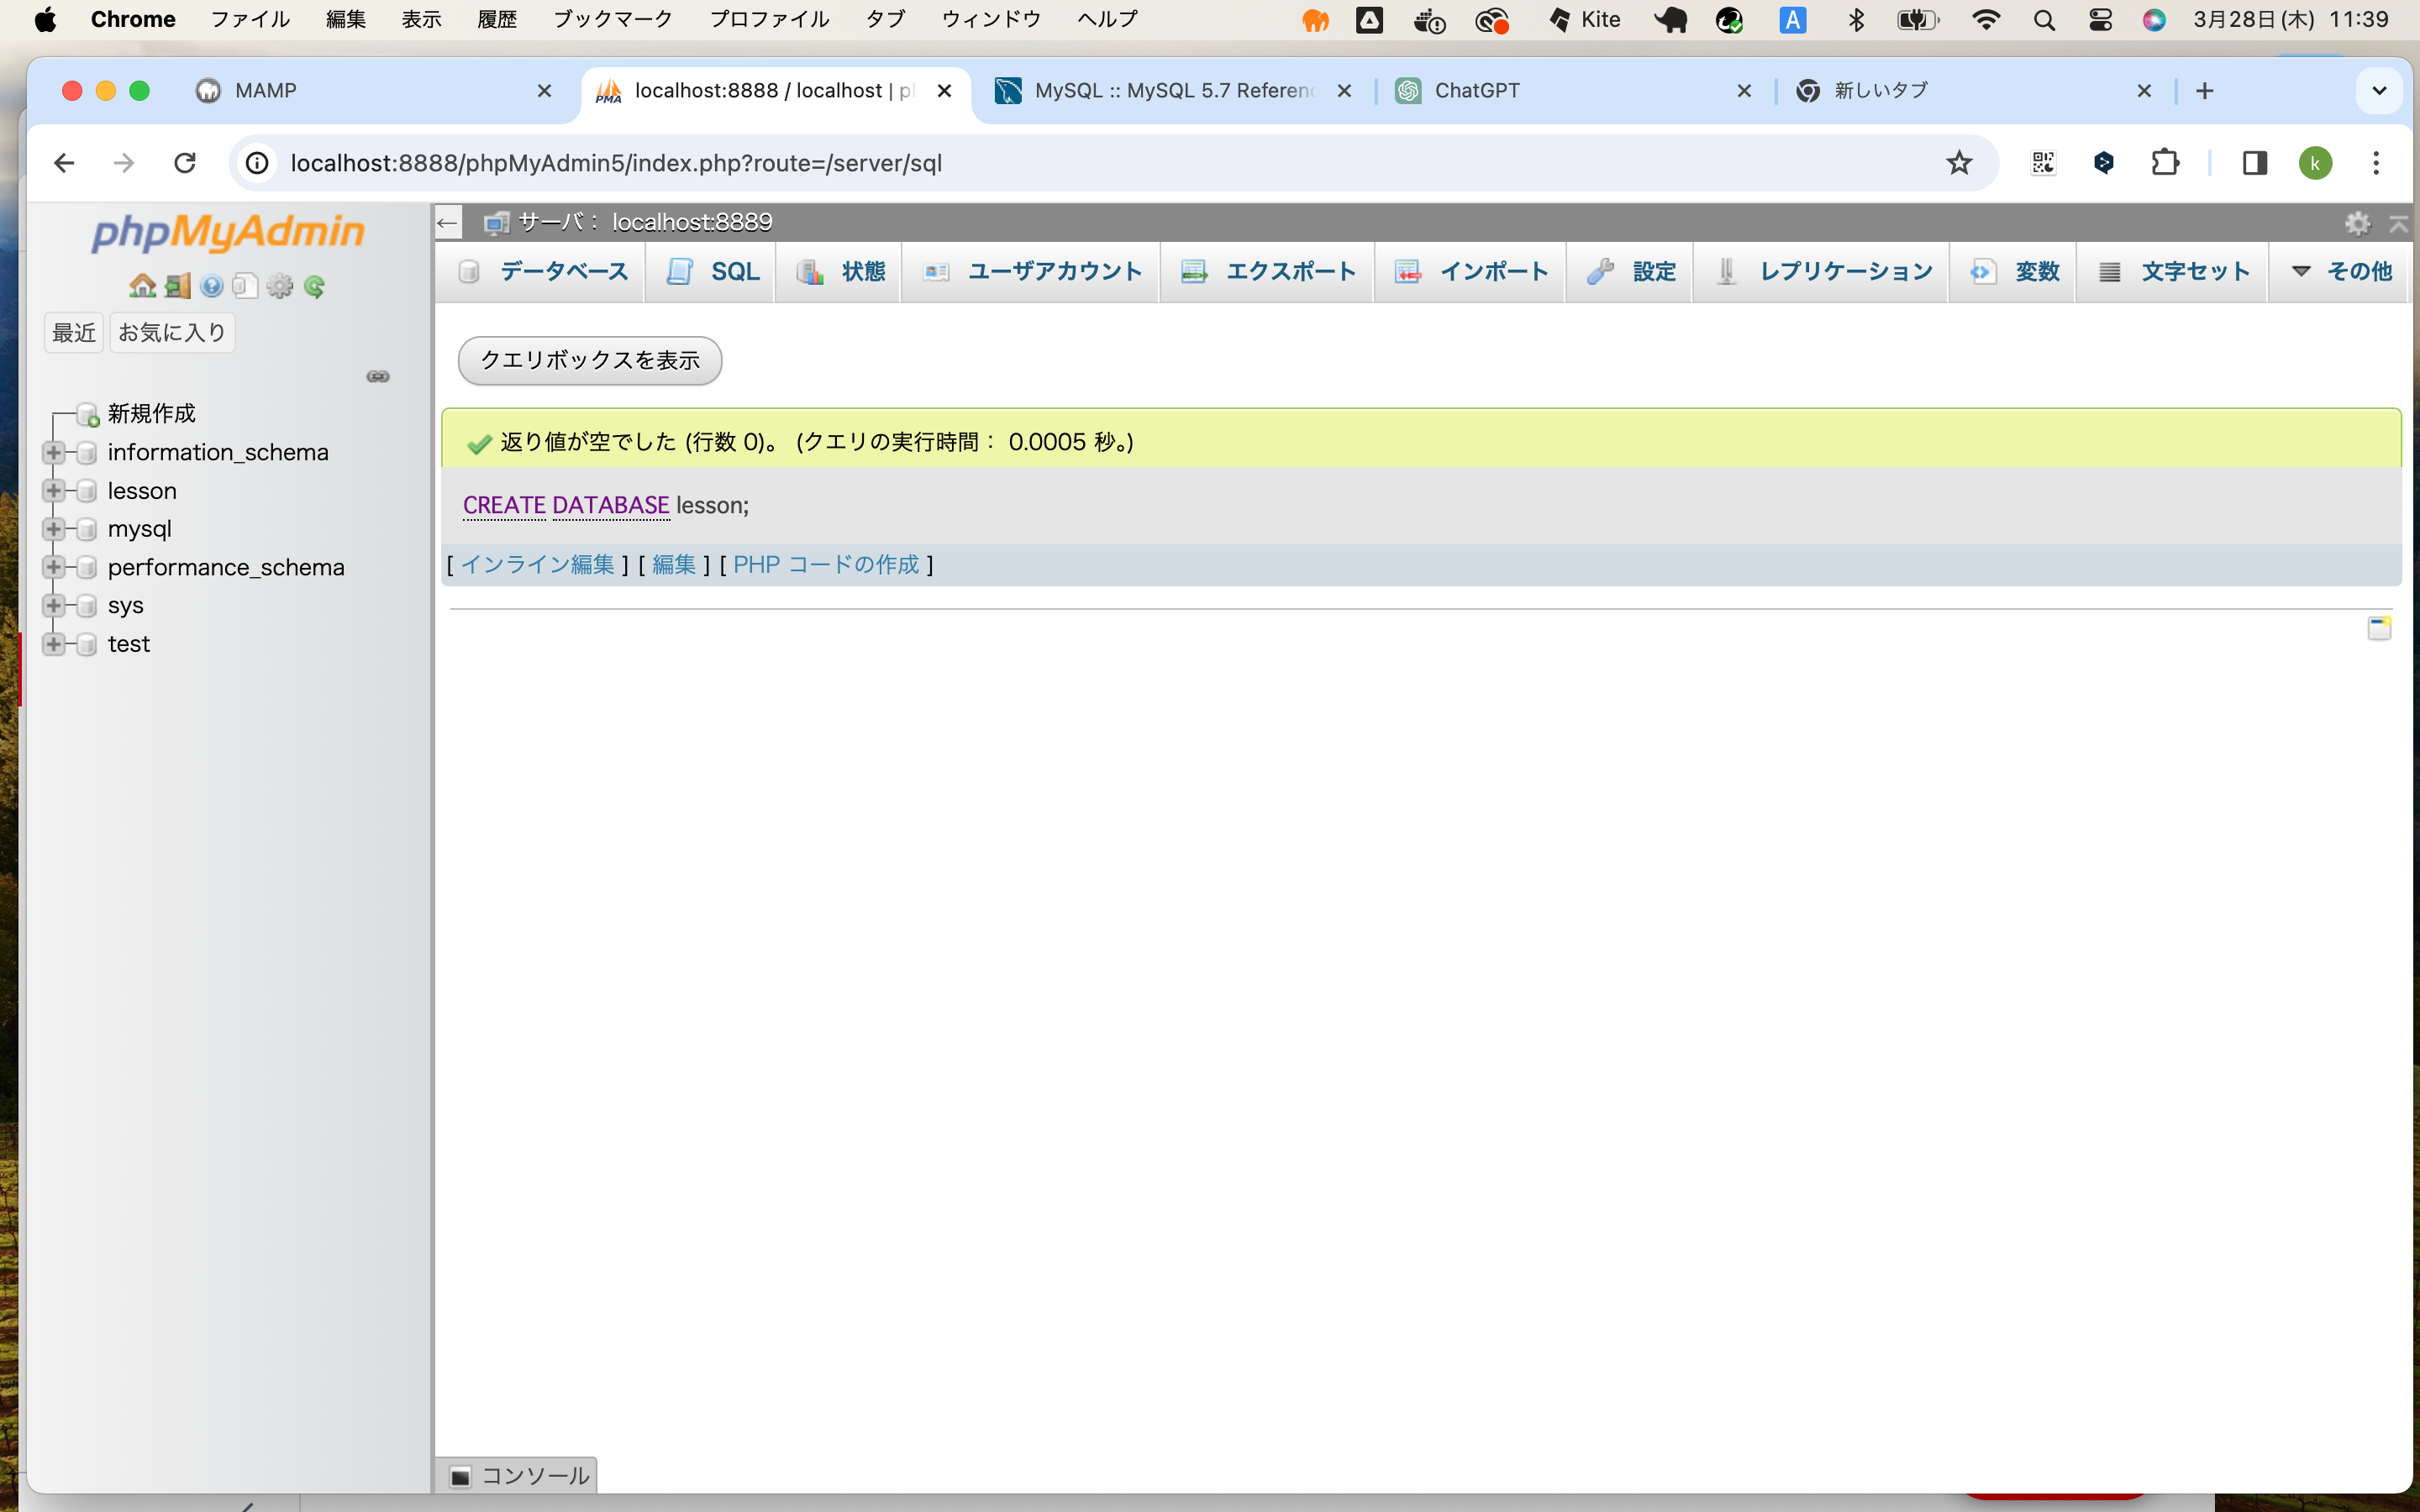 Chrome ファイル 編集 表示 履歴 ブックマーク プロファイル タブ ウィンドウ ヘルプ Kite A 3月28日(木) 11:39
MAMP
localhost:8888 / localhost | p
MySQL :: MySQL 5.7 Referenc
ChatGPT
新しいタブ
localhost:8888/phpMyAdmin5/index.php?route=/server/sql
k
phpMyAdmin
最近 お気に入り
新規作成
information_schema
lesson
mysql
performance_schema
sys
test
サーバ: localhost:8889
データベース SQL 状態 ユーザアカウント エクスポート インポート 設定 レプリケーション 変数 文字セット その他
クエリボックスを表示
返り値が空でした (行数 0)。 (クエリの実行時間: 0.0005 秒。)
CREATE DATABASE lesson;
[ インライン編集 ] [ 編集 ] [ PHP コードの作成 ]
コンソール